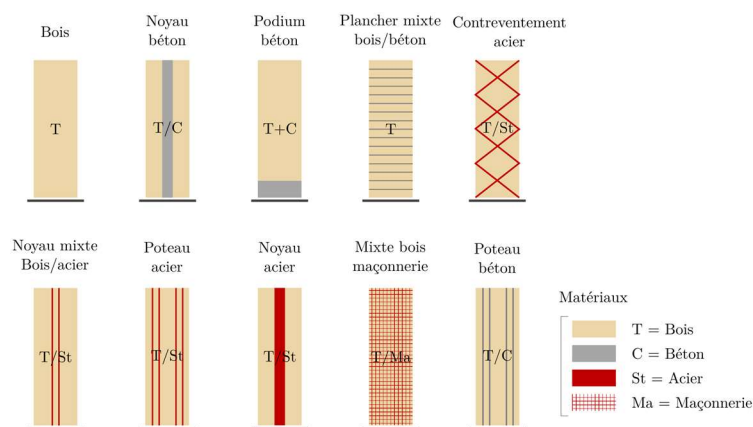 Bois
Noyau
béton
Podium
béton
Plancher mixte
bois/béton
Contreventement
acier
T
T/C
T+C
T
T/St
Noyau mixte
Bois/acier
Poteau
acier
Noyau
acier
Mixte bois
maçonnerie
Poteau
béton
T/St
T/St
T/St
T/Ma
T/C
Matériaux
T = Bois
C = Béton
St = Acier
Ma = Maçonnerie